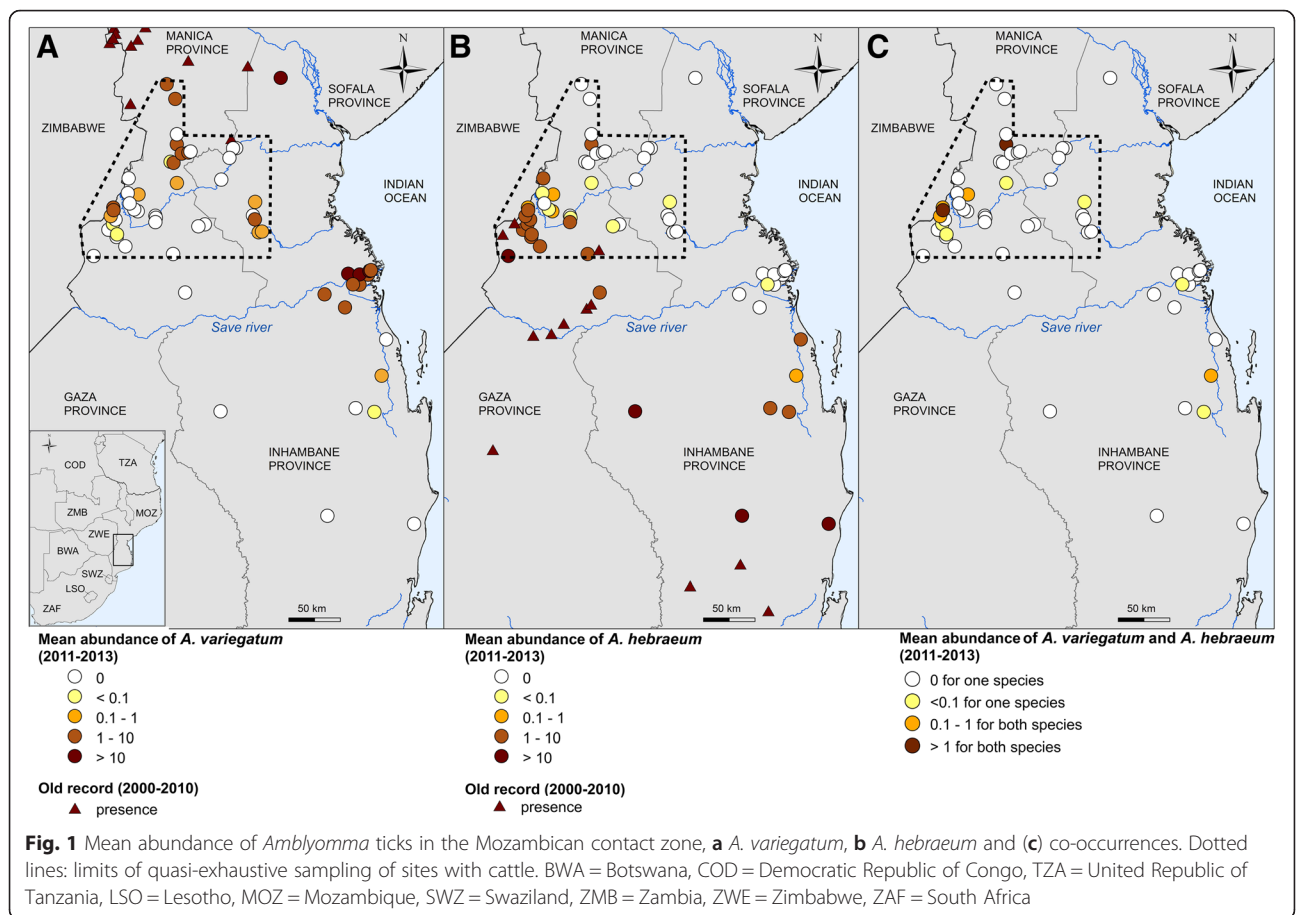 A
MANICA
PROVINCE
N
SOFALA
PROVINCE
ZIMBABWE
INDIAN
OCEAN
Save river
GAZA
PROVINCE
INHAMBANE
PROVINCE
50 km
N
COD
TZA
ZMB
MOZ
ZWE
BWA
SWZ
LSO
ZAF
B
MANICA
PROVINCE
N
SOFALA
PROVINCE
ZIMBABWE
INDIAN
OCEAN
Save river
GAZA
PROVINCE
INHAMBANE
PROVINCE
50 km
C
MANICA
PROVINCE
N
SOFALA
PROVINCE
ZIMBABWE
INDIAN
OCEAN
Save river
GAZA
PROVINCE
INHAMBANE
PROVINCE
50 km
Mean abundance of A. variegatum
(2011-2013)
0
< 0.1
0.1 - 1
1 - 10
> 10
Old record (2000-2010)
presence
Mean abundance of A. hebraeum
(2011-2013)
0
< 0.1
0.1 - 1
1 - 10
> 10
Old record (2000-2010)
presence
Mean abundance of A. variegatum and A. hebraeum
(2011-2013)
0 for one species
<0.1 for one species
0.1 - 1 for both species
> 1 for both species
Fig. 1 Mean abundance of Amblyomma ticks in the Mozambican contact zone, a A. variegatum, b A. hebraeum and (c) co-occurrences. Dotted
lines: limits of quasi-exhaustive sampling of sites with cattle. BWA = Botswana, COD = Democratic Republic of Congo, TZA = United Republic of
Tanzania, LSO = Lesotho, MOZ = Mozambique, SWZ = Swaziland, ZMB = Zambia, ZWE = Zimbabwe, ZAF = South Africa